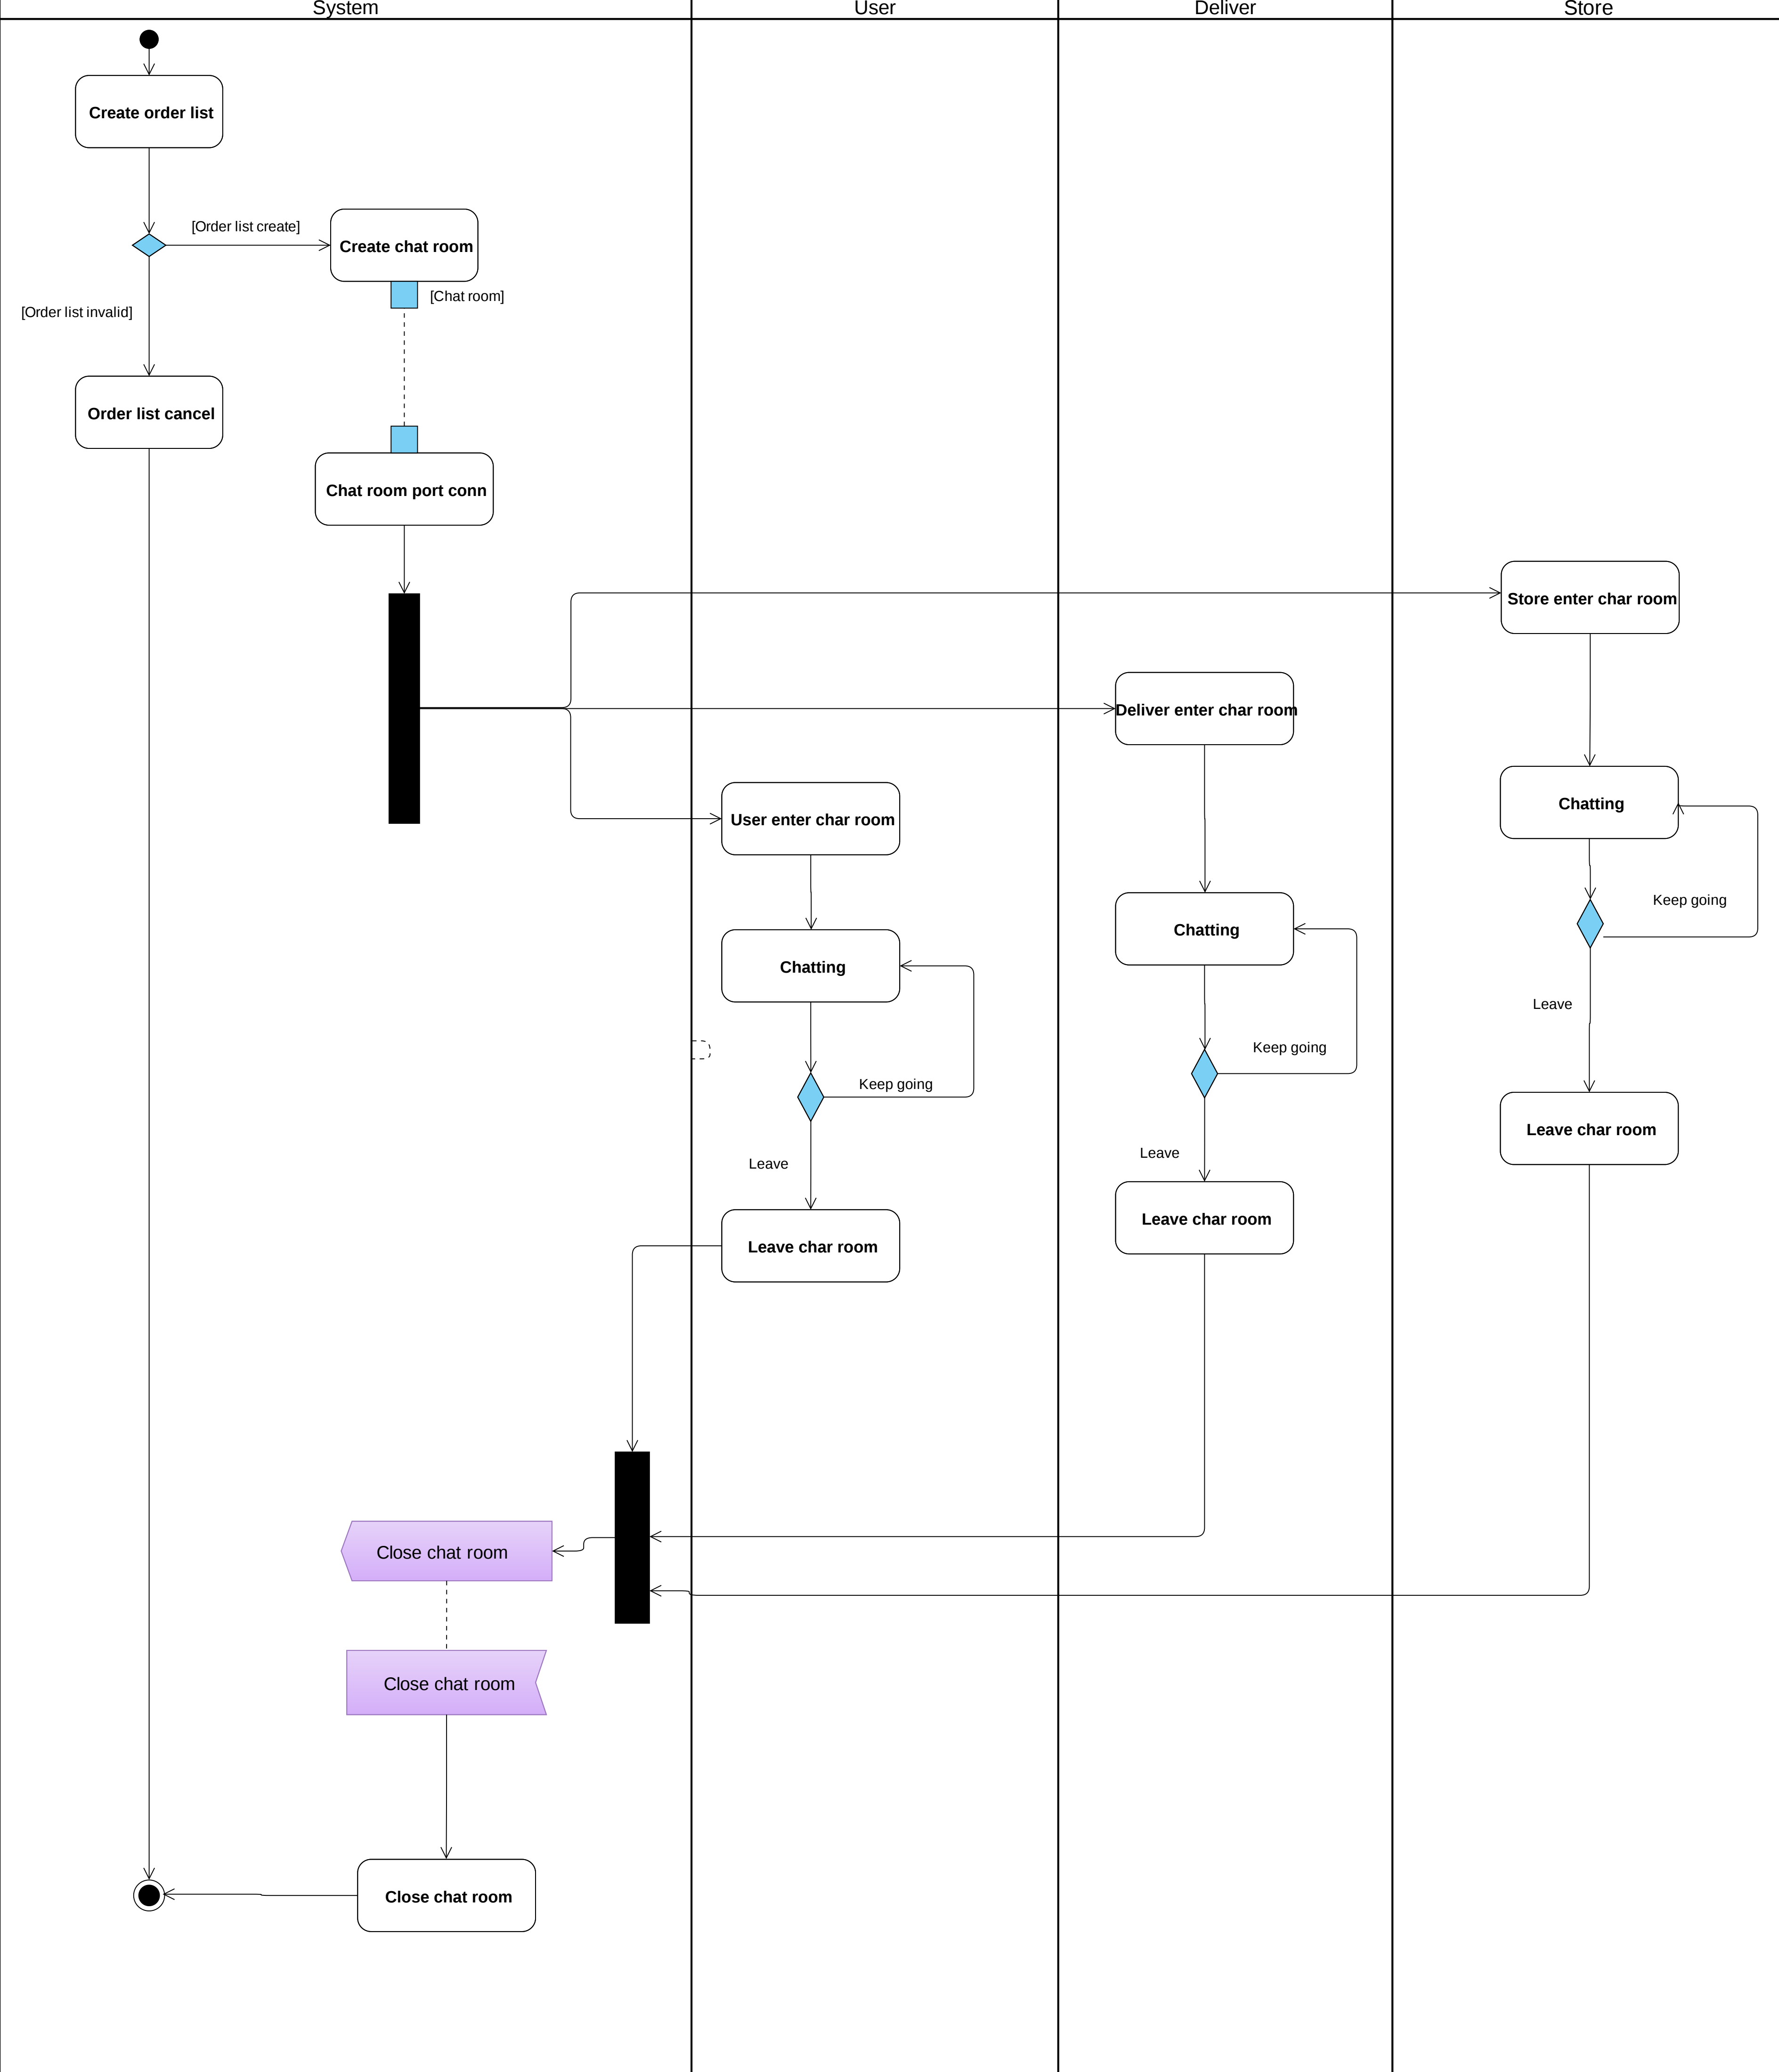 System
User
Deliver
Store
Create order list
[Order list create]
Create chat room
[Chat room]
[Order list invalid]
Order list cancel
Chat room port conn
Store enter char room
Deliver enter char room
User enter char room
Chatting
Keep going
Chatting
Chatting
Leave
Keep going
Keep going
Leave char room
Leave
Leave
Leave char room
Leave char room
Close chat room
Close chat room
Close chat room